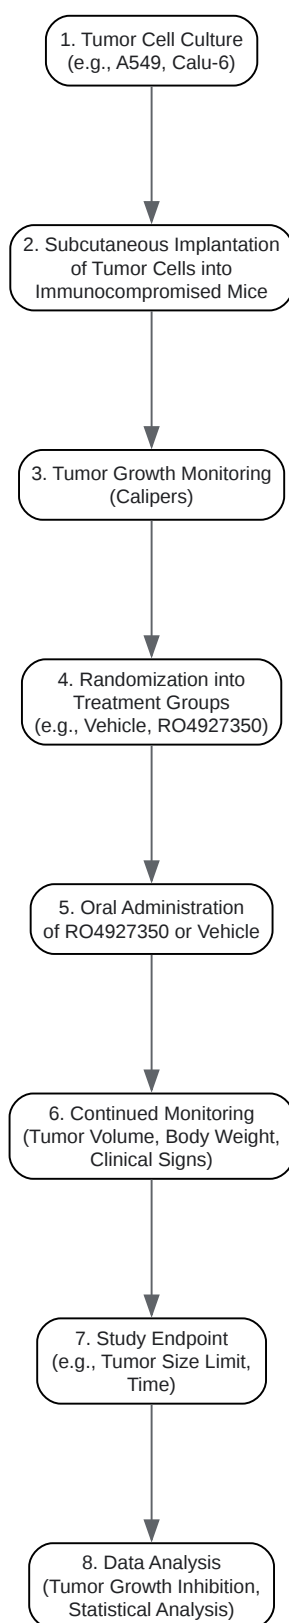 1. Tumor Cell Culture
(e.g., A549, Calu-6)
2. Subcutaneous Implantation
of Tumor Cells into
Immunocompromised Mice
3. Tumor Growth Monitoring
(Calipers)
4. Randomization into
Treatment Groups
(e.g., Vehicle, RO4927350)
5. Oral Administration
of RO4927350 or Vehicle
6. Continued Monitoring
(Tumor Volume, Body Weight,
Clinical Signs)
7. Study Endpoint
(e.g., Tumor Size Limit,
Time)
8. Data Analysis
(Tumor Growth Inhibition,
Statistical Analysis)